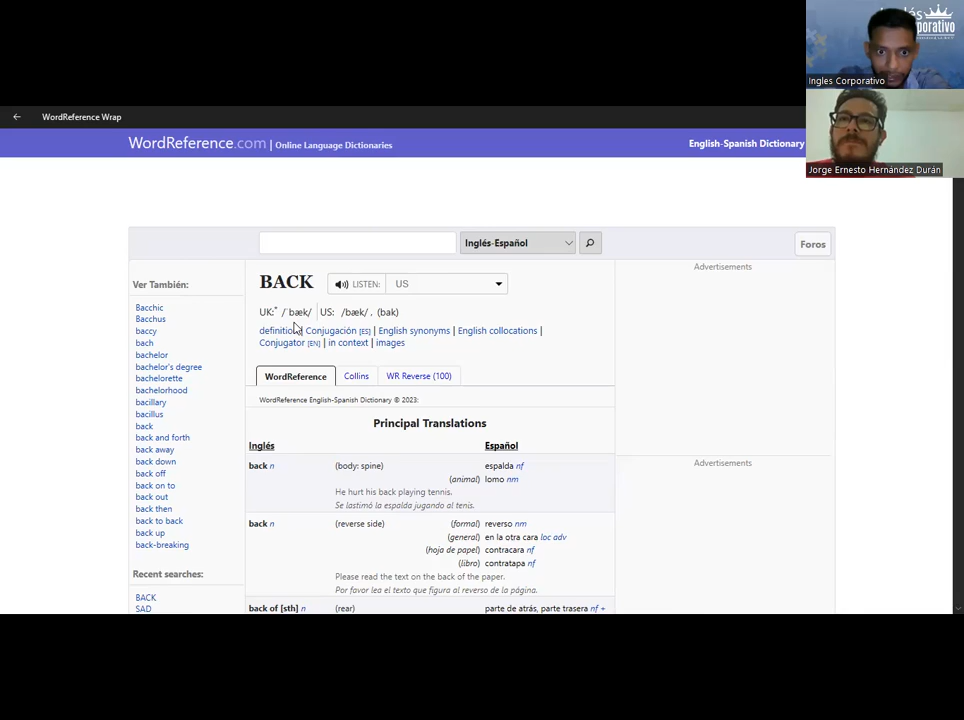 Inglés
Corporativo
Ingles Corporativo
Jorge Ernesto Hernández Durán
WordReference Wrap
WordReference.com | Online Language Dictionaries
English-Spanish Dictionary
Inglés-Español
Foros
Ver También:
Bacchic
Bacchus
baccy
bach
bachelor
bachelor's degree
bachelorette
bachelorhood
bacillary
bacillus
back
back and forth
back away
back down
back off
back on to
back out
back then
back to back
back up
back-breaking
Recent searches:
BACK
SAD
BACK
LISTEN: US
UK:* /ˈbæk/ US: /bæk/ , (bak)
definition | Conjugación [ES] | English synonyms | English collocations |
Conjugator [EN] | in context | images
WordReference Collins WR Reverse (100)
WordReference English-Spanish Dictionary © 2023:
Principal Translations
Inglés Español
back n (body: spine) espalda nf
(animal) lomo nm
He hurt his back playing tennis.
Se lastimó la espalda jugando al tenis.
back n (reverse side) (formal) reverso nm
(general) en la otra cara loc adv
(hoja de papel) contracara nf
(libro) contratapa nf
Please read the text on the back of the paper.
Por favor lea el texto que figura al reverso de la página.
back of [sth] n (rear) parte de atrás, parte trasera nf +
Advertisements
Advertisements